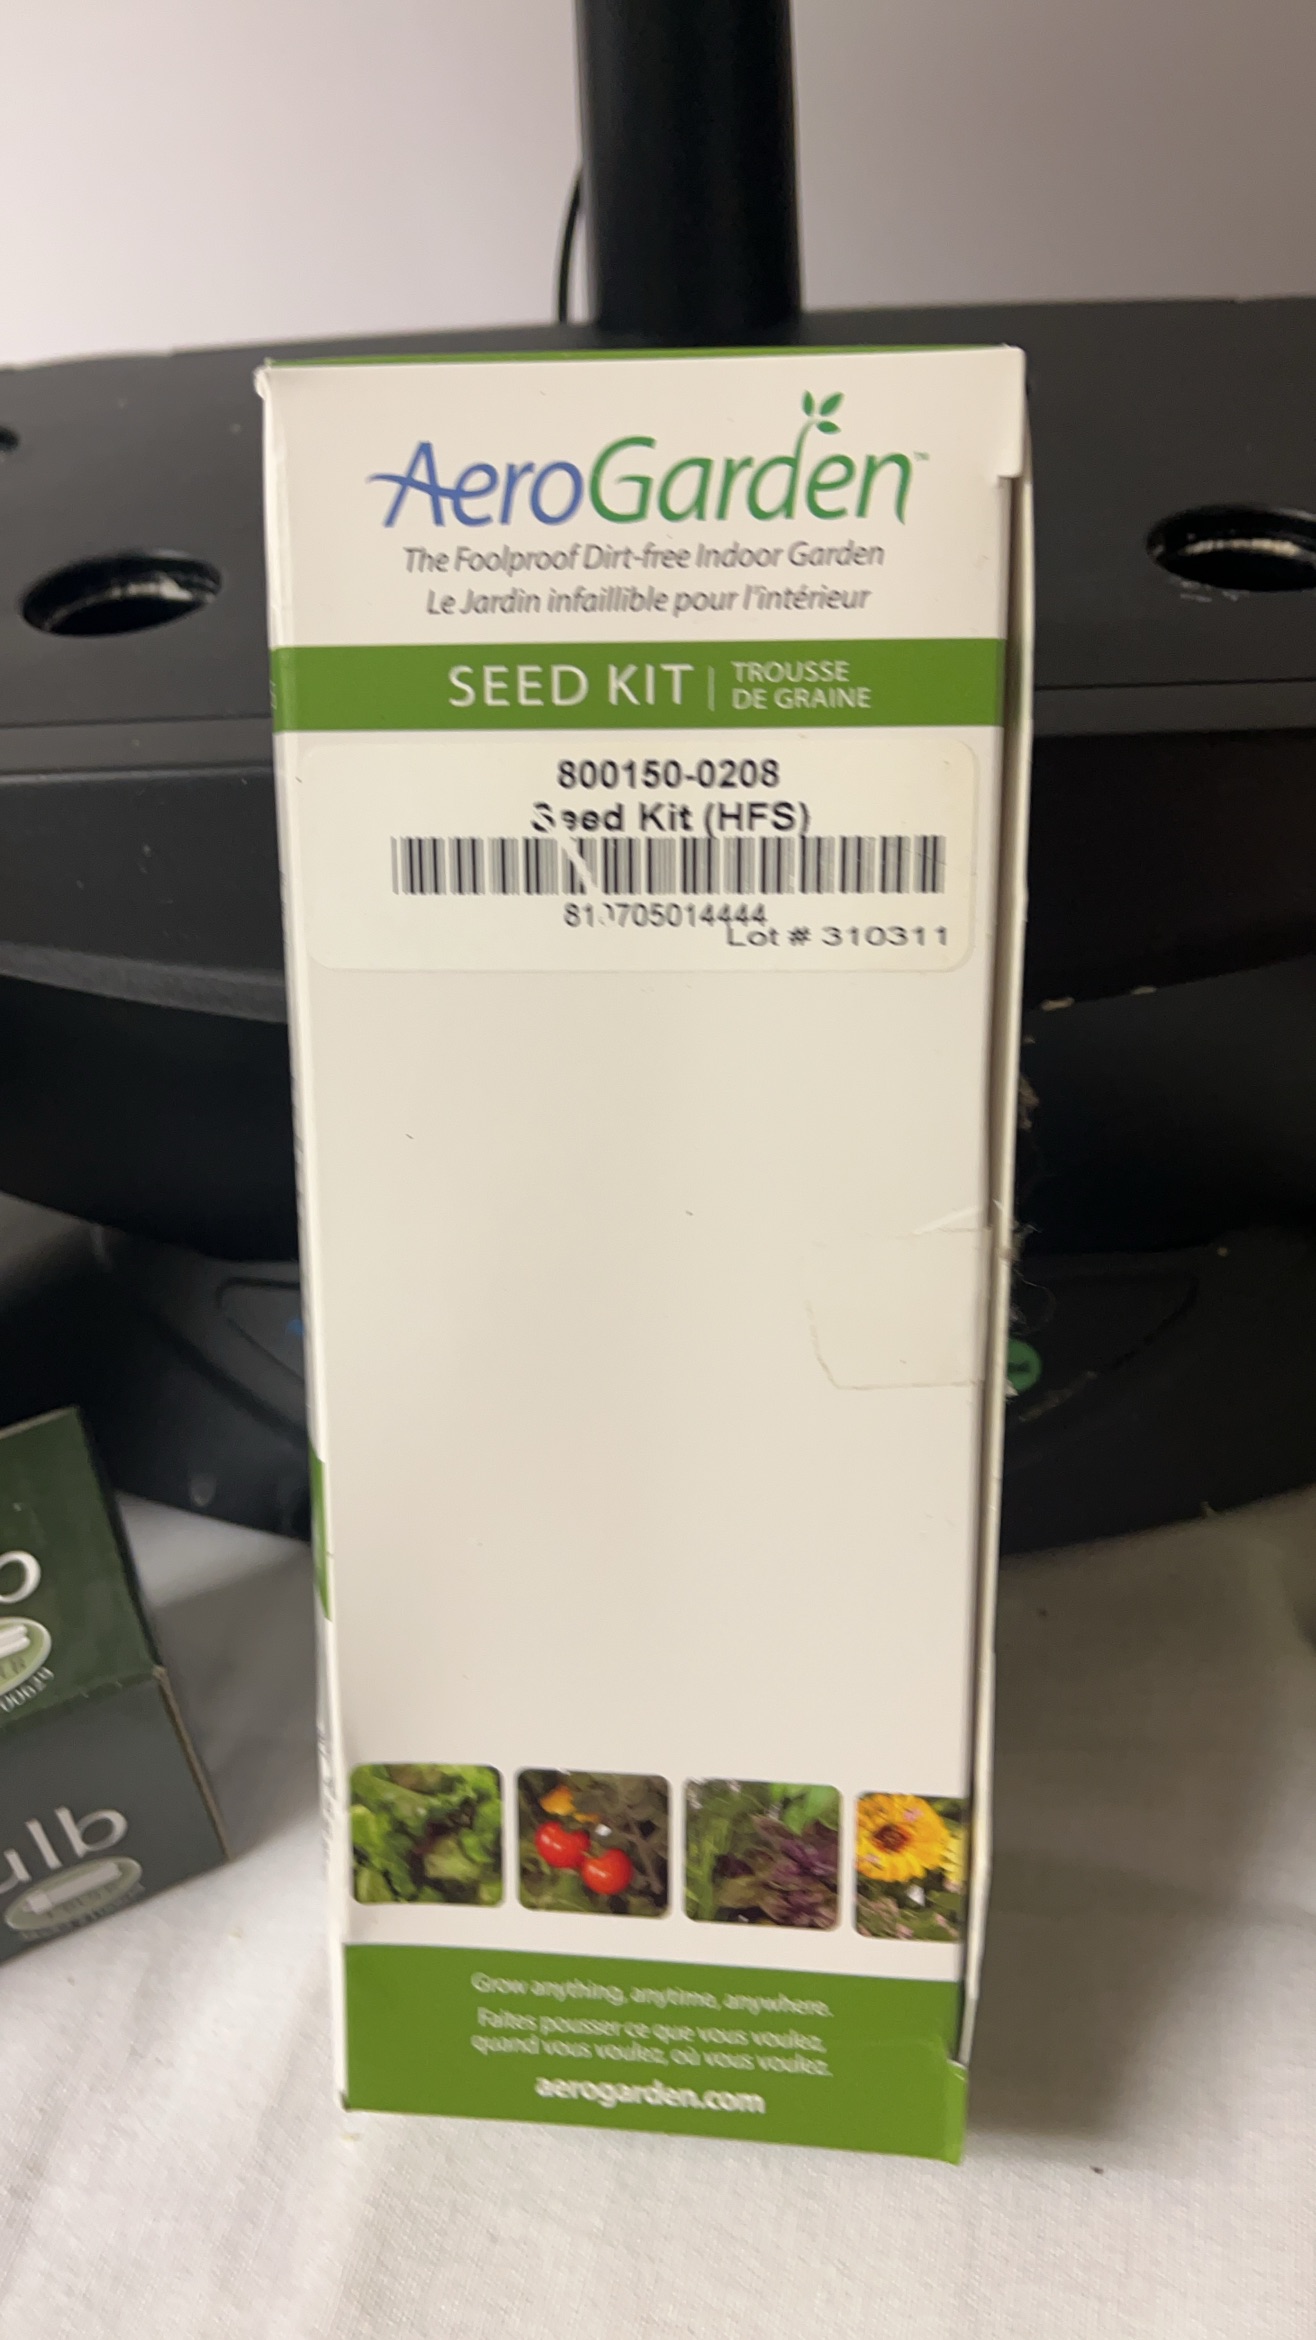 AeroGarden™
The Foolproof Dirt-free Indoor Garden
Le Jardin infaillible pour l'intérieur
SEED KIT | TROUSSE
DE GRAINE
800150-0208
Seed Kit (HFS)
Lot # 310311
Grow anything, anytime, anywhere.
Faites pousser ce que vous voulez,
quand vous voulez, où vous voulez.
aerogarden.com